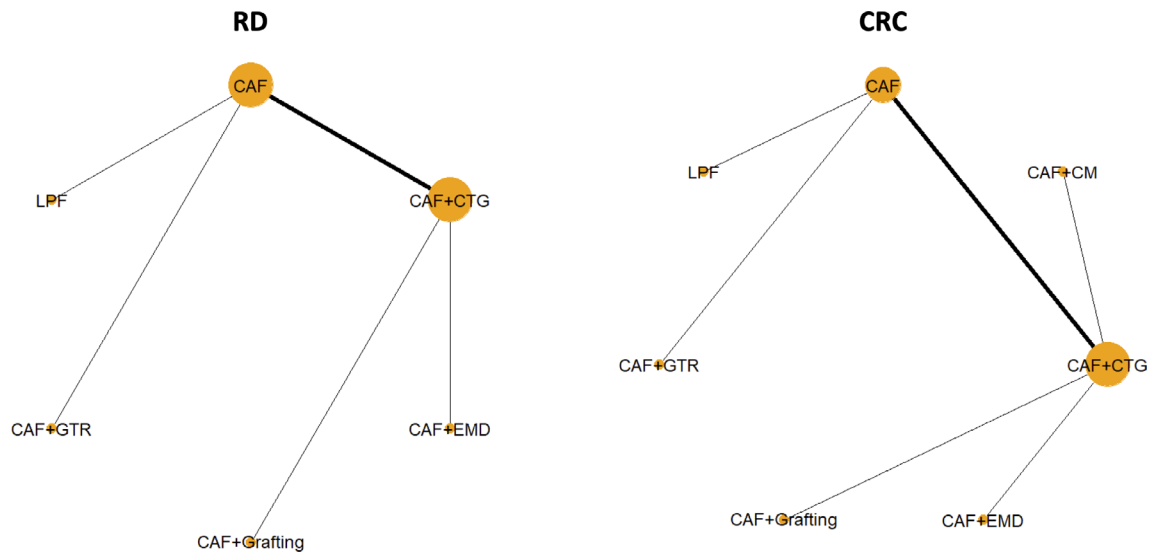 RD
CAF
LPF
CAF+CTG
CAF+GTR
CAF+EMD
CAF+Grafting
CRC
CAF
LPF
CAF+CM
CAF+GTR
CAF+CTG
CAF+Grafting
CAF+EMD